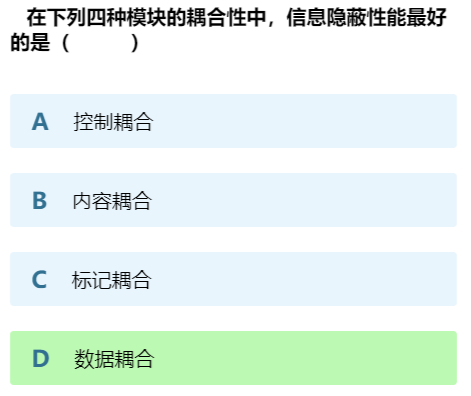 在下列四种模块的耦合性中，信息隐蔽性能最好
的是（ ）
A 控制耦合
B 内容耦合
C 标记耦合
D 数据耦合